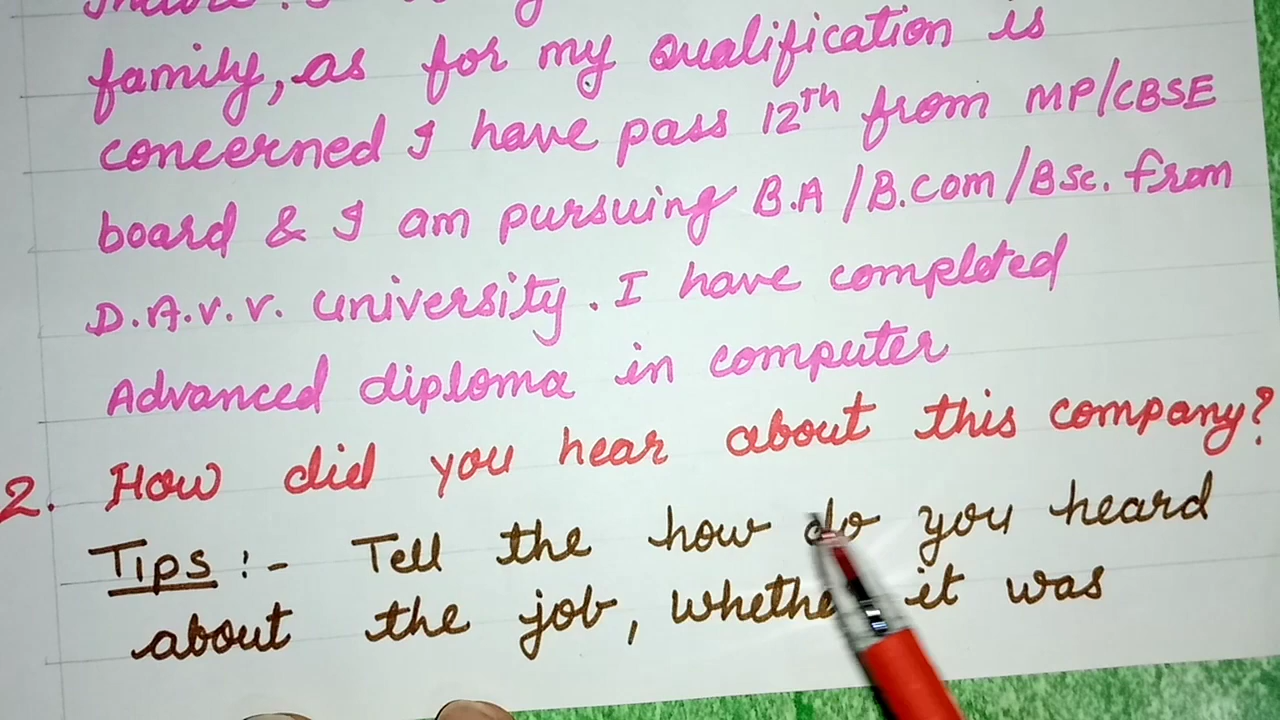 family, as for my qualification is
concerned I have pass 12th from MP/CBSE
board & I am pursuing B.A /B.com/Bsc. from
D.A.V.V. university. I have completed
Advanced diploma in computer
2. How did you hear about this company?
Tips :- Tell the how do you heard
about the job, whether it was